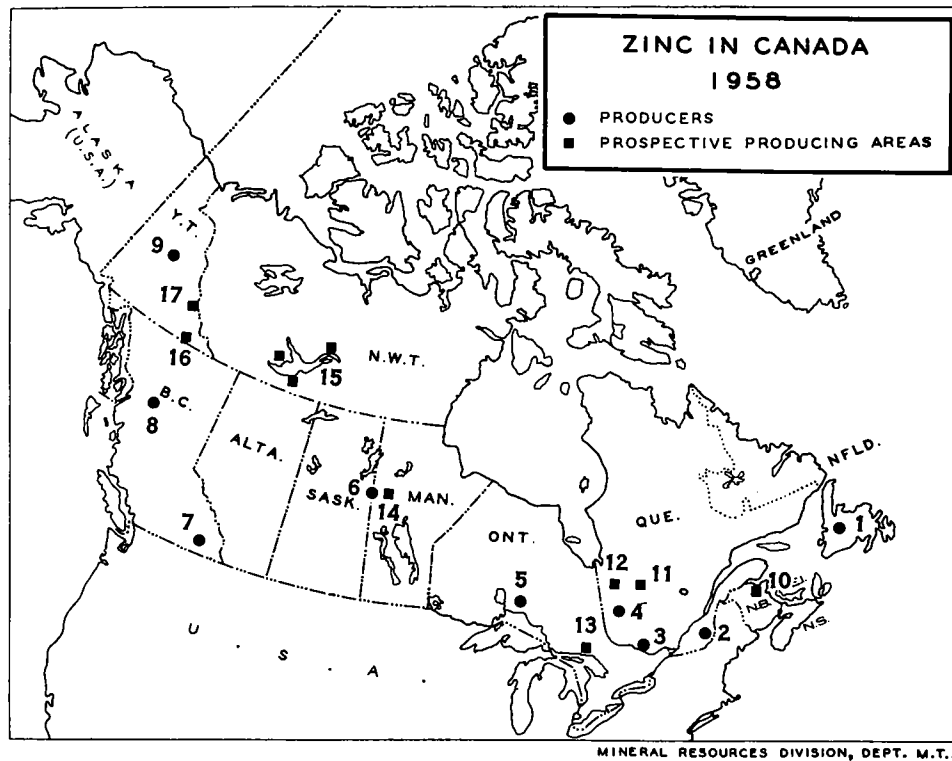 ZINC IN CANADA
1958
● PRODUCERS
■ PROSPECTIVE PRODUCING AREAS
ALASKA
(U.S.A.)
GREENLAND
Y.T.
9
17
16
15
N.W.T.
B.C.
8
ALTA.
NFLD.
6
SASK.
14
MAN.
QUE.
7
ONT.
1
12
11
10
5
4
N.B.
N.S.
U. S. A.
13
3
2
MINERAL RESOURCES DIVISION, DEPT. M.T.